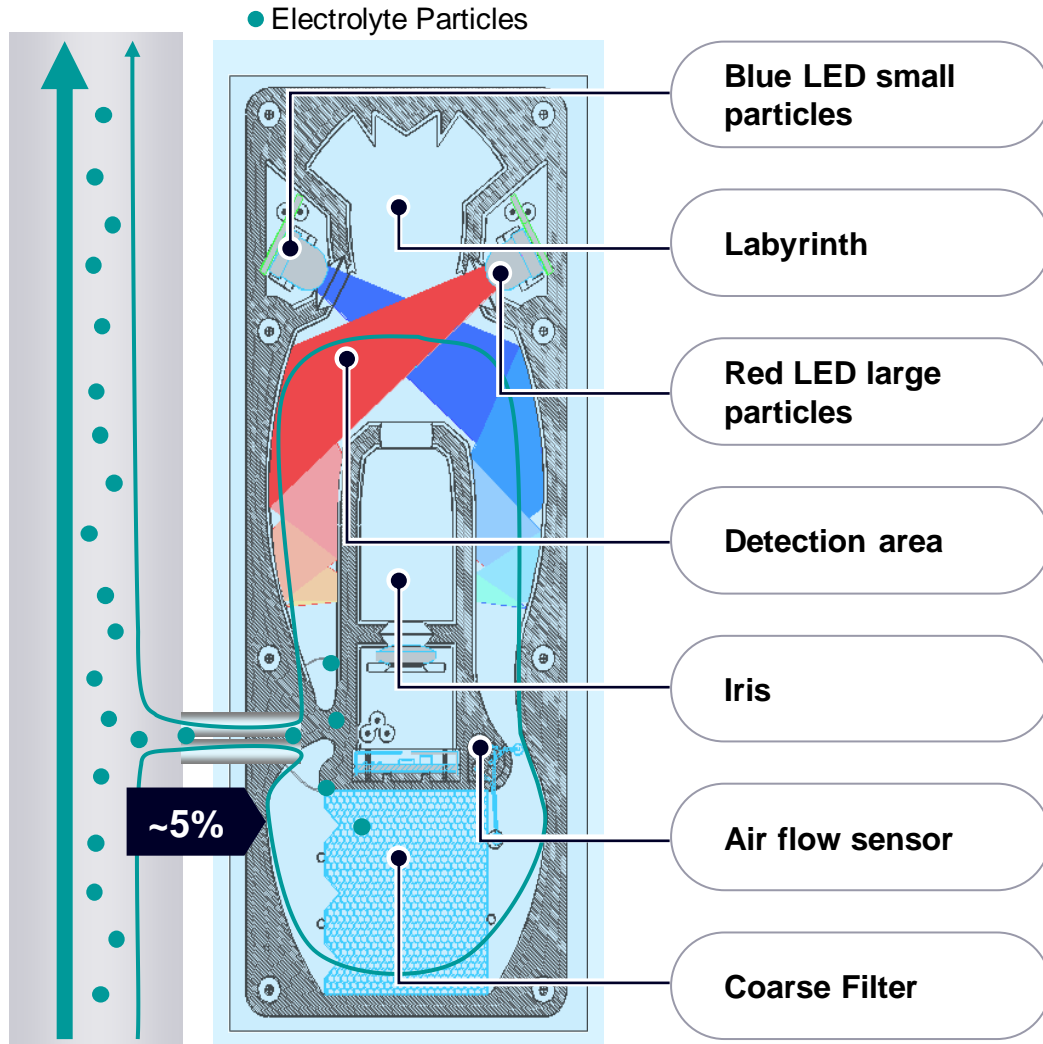 Electrolyte Particles
Blue LED small
particles
Labyrinth
Red LED large
particles
Detection area
Iris
~5%
Air flow sensor
Coarse Filter